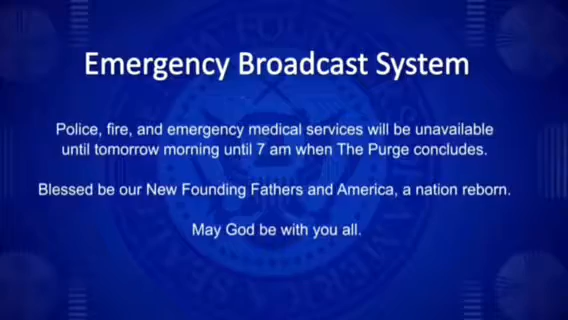 Emergency Broadcast System
Police, fire, and emergency medical services will be unavailable
until tomorrow morning until 7 am when The Purge concludes.
Blessed be our New Founding Fathers and America, a nation reborn.
May God be with you all.